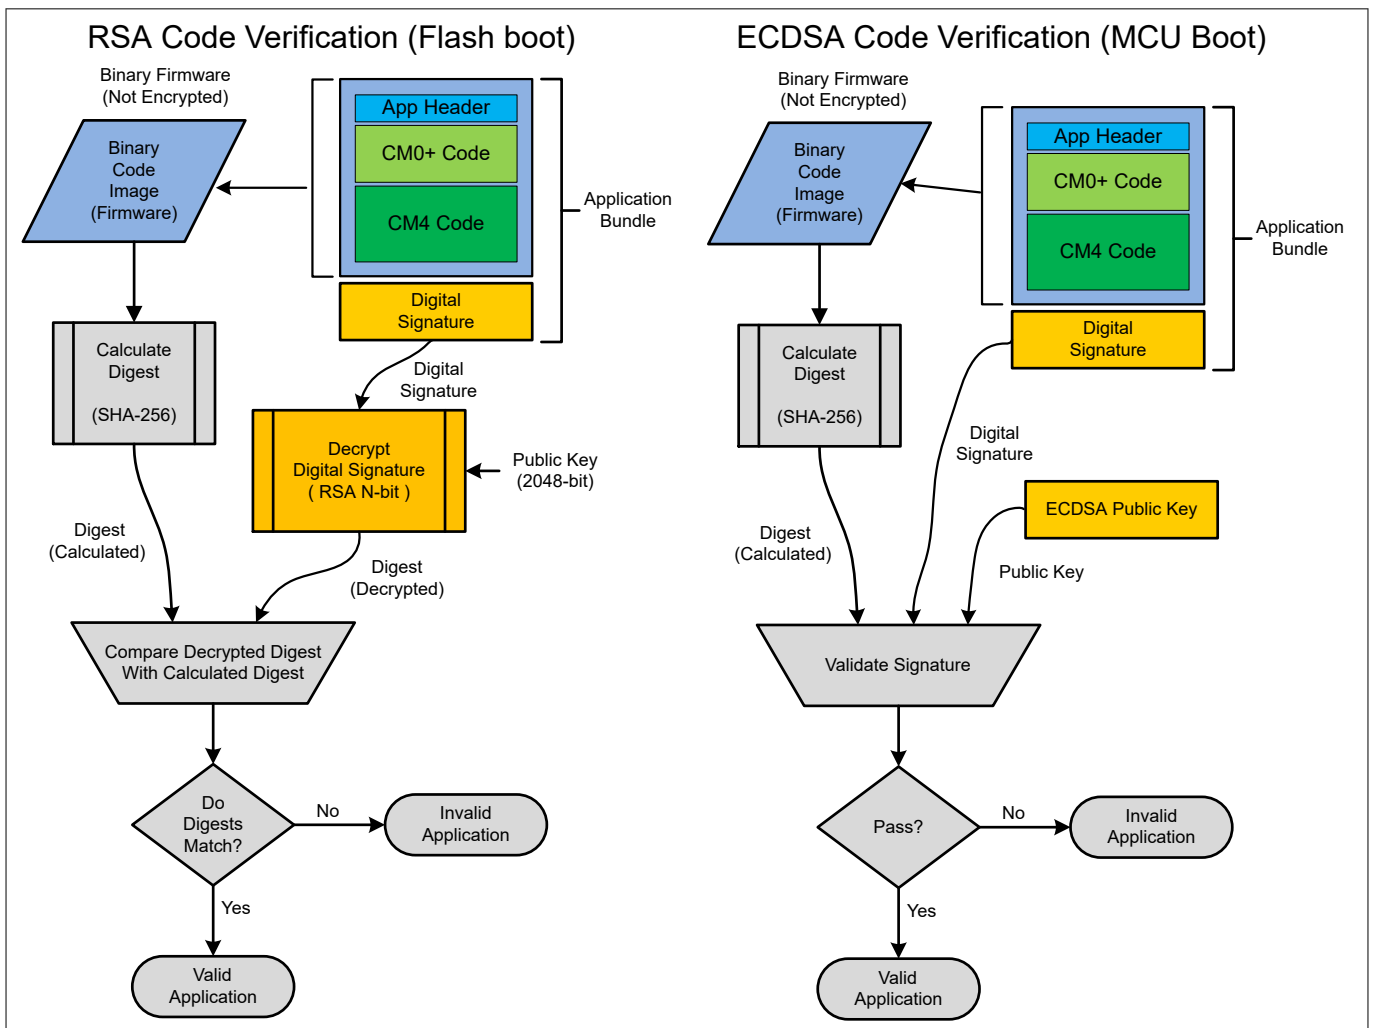 RSA Code Verification (Flash boot)
Binary Firmware
(Not Encrypted)
Binary
Code
Image
(Firmware)
App Header
CM0+ Code
CM4 Code
Application
Bundle
Digital
Signature
Calculate
Digest
(SHA-256)
Digital
Signature
Decrypt
Digital Signature
( RSA N-bit )
Public Key
(2048-bit)
Digest
(Calculated)
Digest
(Decrypted)
Compare Decrypted Digest
With Calculated Digest
Do
Digests
Match?
No
Invalid
Application
Yes
Valid
Application
ECDSA Code Verification (MCU Boot)
Binary Firmware
(Not Encrypted)
Binary
Code
Image
(Firmware)
App Header
CM0+ Code
CM4 Code
Application
Bundle
Digital
Signature
Calculate
Digest
(SHA-256)
Digital
Signature
ECDSA Public Key
Digest
(Calculated)
Public Key
Validate Signature
Pass?
No
Invalid
Application
Yes
Valid
Application